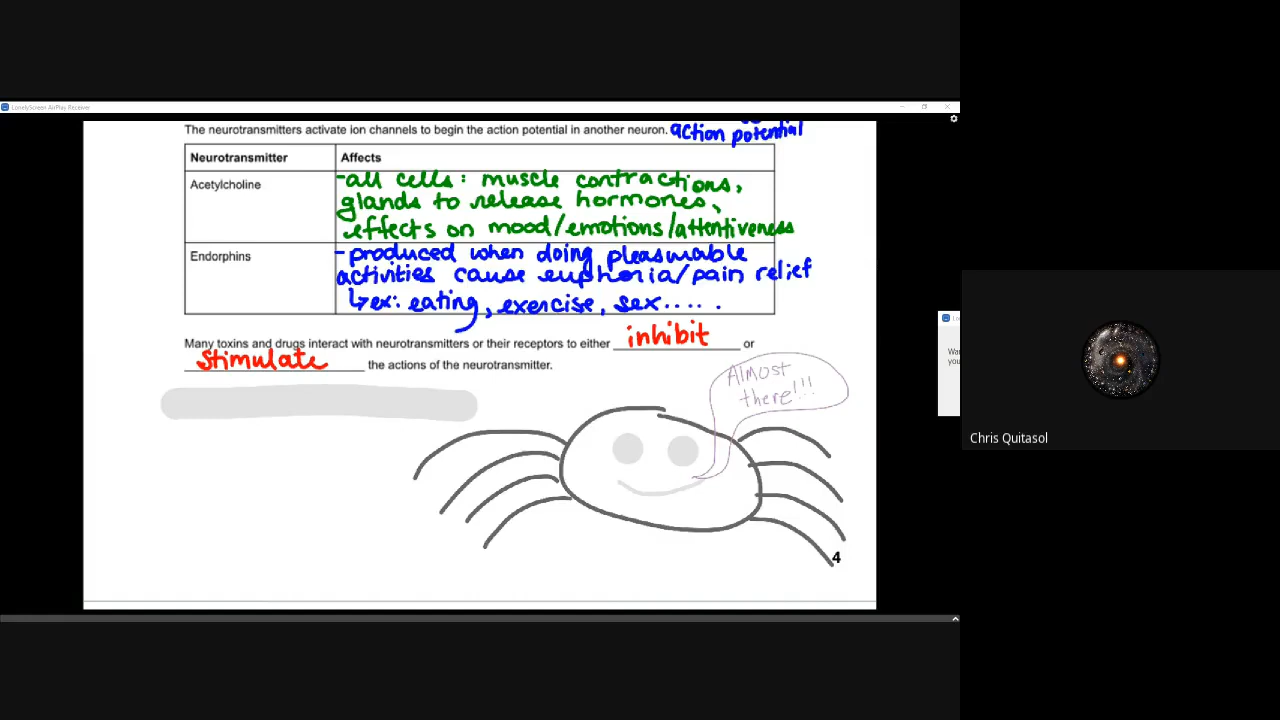 LonelyScreen AirPlay Receiver
The neurotransmitters activate ion channels to begin the action potential in another neuron. action potential
Neurotransmitter Affects
Acetylcholine -all cells: muscle contractions,
glands to release hormones,
effects on mood/emotions/attentiveness
Endorphins -produced when doing pleasurable
activities cause euphoria/pain relief
↳ex: eating, exercise, sex.....
Many toxins and drugs interact with neurotransmitters or their receptors to either inhibit or
stimulate the actions of the neurotransmitter.
Almost
there!!!
4
Chris Quitasol